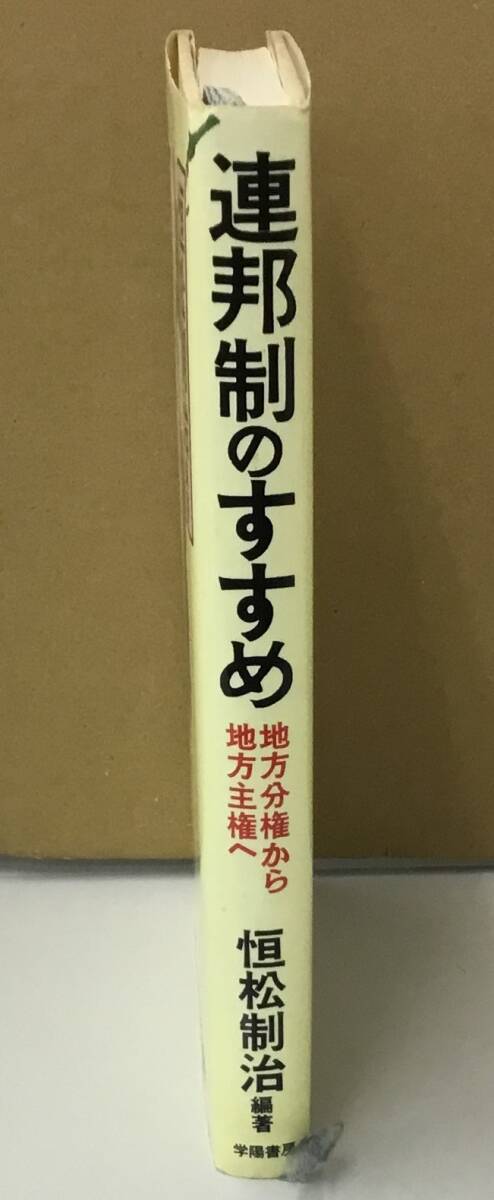 連邦制のすすめ
地方分権から
地方主権へ
恒松制治
編著
学陽書房